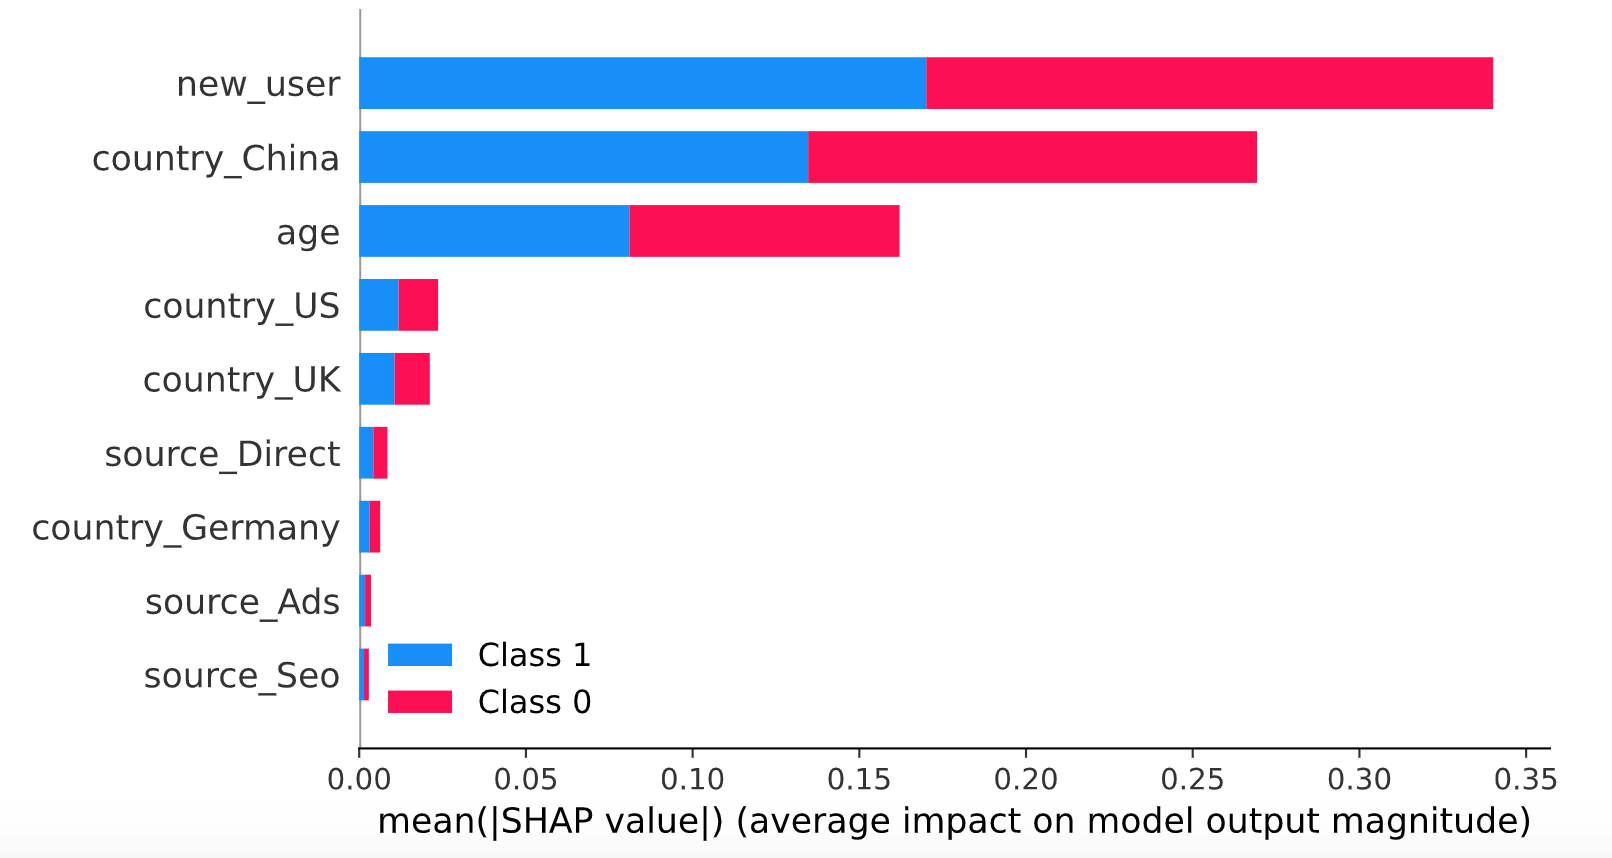 new_user
country_China
age
country_US
country_UK
source_Direct
country_Germany
source_Ads
source_Seo
Class 1
Class 0
0.00 0.05 0.10 0.15 0.20 0.25 0.30 0.35
mean(|SHAP value|) (average impact on model output magnitude)